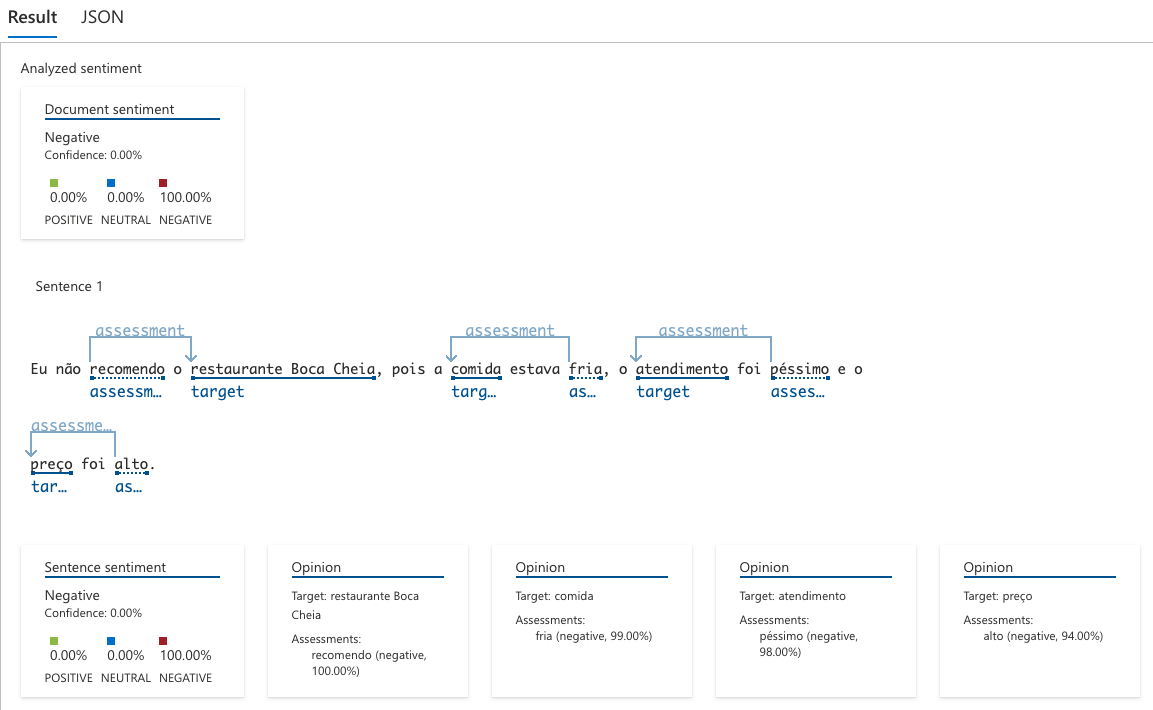 Result JSON
Analyzed sentiment
Document sentiment
Negative
Confidence: 0.00%
0.00% 0.00% 100.00%
POSITIVE NEUTRAL NEGATIVE
Sentence 1
assessment assessment assessment
Eu não recomendo o restaurante Boca Cheia, pois a comida estava fria, o atendimento foi péssimo e o
assessm... target targ... as... target asses...
assessme...
preço foi alto.
tar... as...
Sentence sentiment
Negative
Confidence: 0.00%
0.00% 0.00% 100.00%
POSITIVE NEUTRAL NEGATIVE
Opinion
Target: restaurante Boca
Cheia
Assessments:
recomendo (negative,
100.00%)
Opinion
Target: comida
Assessments:
fria (negative, 99.00%)
Opinion
Target: atendimento
Assessments:
péssimo (negative,
98.00%)
Opinion
Target: preço
Assessments:
alto (negative, 94.00%)